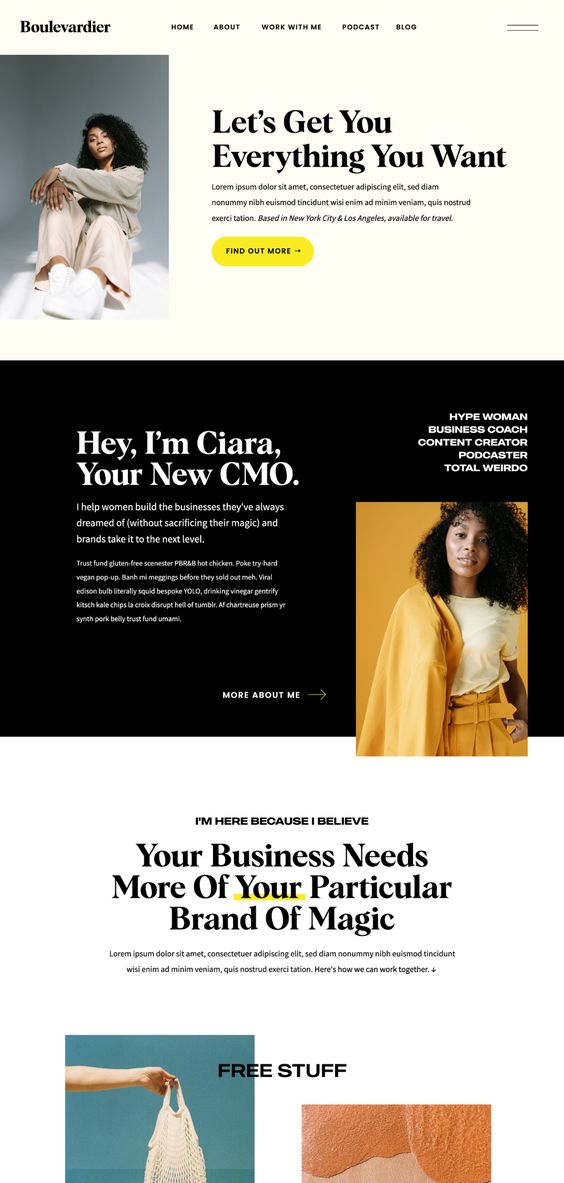 Boulevardier
HOME
ABOUT
WORK WITH ME
PODCAST
BLOG
Let's Get You
Everything You Want
Lorem ipsum dolor sit amet, consectetuer adipiscing elit, sed diam
nonummy nibh euismod tincidunt wisi enim ad minim veniam, quis nostrud
exerci tation. Based in New York City & Los Angeles, available for travel.
FIND OUT MORE →
HYPE WOMAN
BUSINESS COACH
CONTENT CREATOR
PODCASTER
TOTAL WEIRDO
Hey, I'm Ciara,
Your New CMO.
I help women build the businesses they've always
dreamed of (without sacrificing their magic) and
brands take it to the next level.
Trust fund gluten-free scenester PBR&B hot chicken. Poke try-hard
vegan pop-up. Banh mi meggings before they sold out meh. Viral
edison bulb literally squid bespoke YOLO, drinking vinegar gentrify
kitsch kale chips la croix disrupt hell of tumblr. Af chartreuse prism yr
synth pork belly trust fund umami.
MORE ABOUT ME
I'M HERE BECAUSE I BELIEVE
Your Business Needs
More Of Your Particular
Brand Of Magic
Lorem ipsum dolor sit amet, consectetuer adipiscing elit, sed diam nonummy nibh euismod tincidunt
wisi enim ad minim veniam, quis nostrud exerci tation. Here's how we can work together. ↓
FREE STUFF